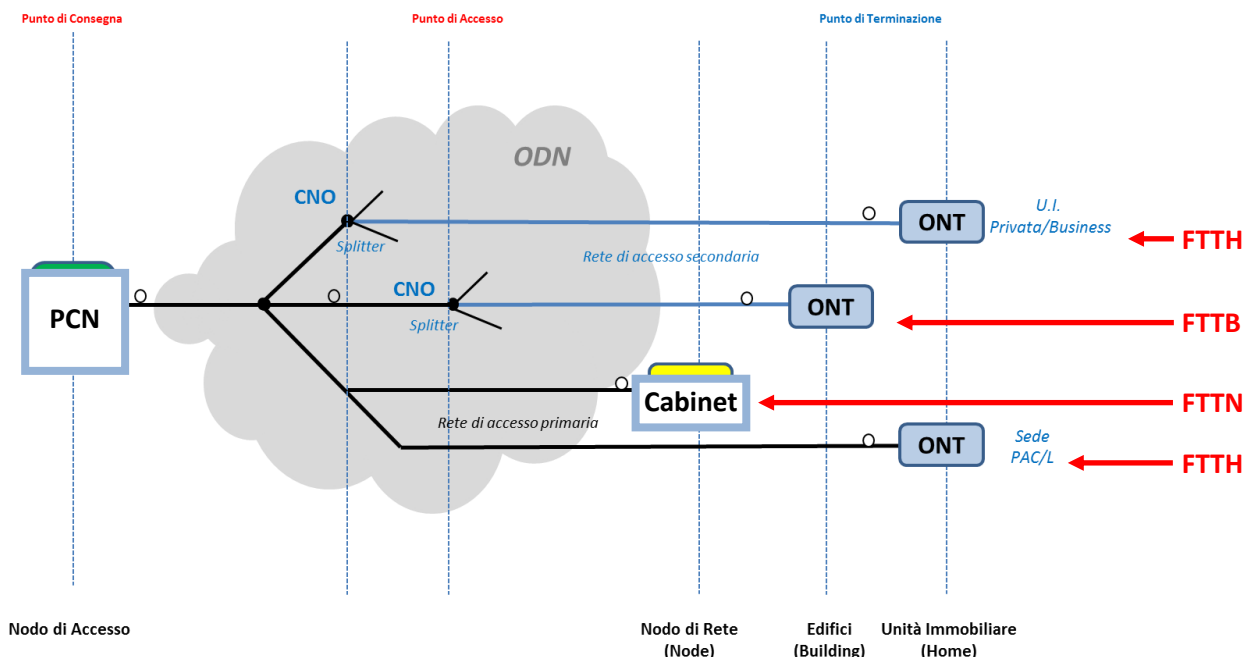 Punto di Consegna
Punto di Accesso
Punto di Terminazione
ODN
CNO
Splitter
ONT
U.I.
Privata/Business
FTTH
Rete di accesso secondaria
PCN
CNO
Splitter
ONT
FTTB
Cabinet
FTTN
Rete di accesso primaria
ONT
Sede
PAC/L
FTTH
Nodo di Accesso
Nodo di Rete
(Node)
Edifici
(Building)
Unità Immobiliare
(Home)